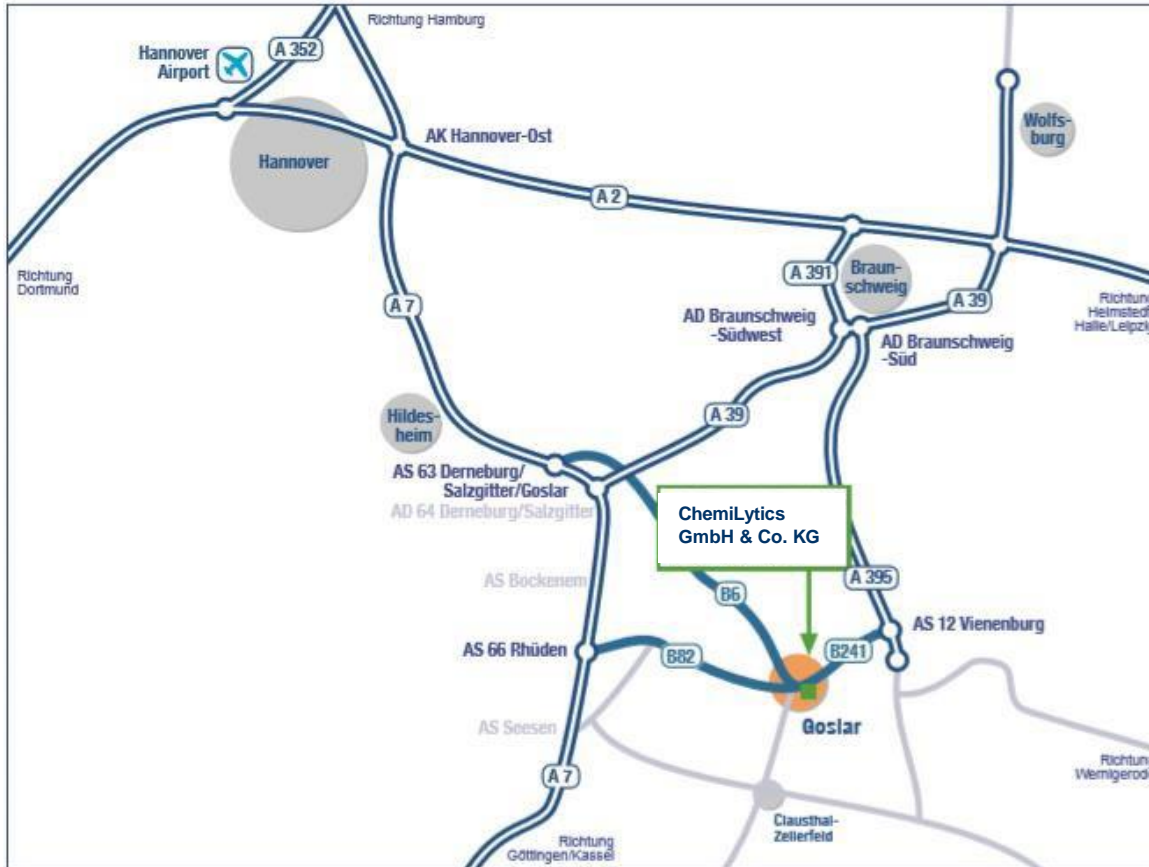 Richtung Hamburg
Hannover
Airport
A 352
Wolfs-
burg
AK Hannover-Ost
Hannover
A 2
Richtung
Dortmund
A 391
Braun-
schweig
A 7
A 39
Richtung
Helmstedt
Halle/Leipzig
AD Braunschweig
-Südwest
AD Braunschweig
-Süd
Hildes-
heim
A 39
AS 63 Derneburg/
Salzgitter/Goslar
AD 64 Derneburg/Salzgitter
ChemiLytics
GmbH & Co. KG
AS Bockenem
A 395
B6
AS 12 Vienenburg
AS 66 Rhüden
B82
B241
AS Seesen
Goslar
Richtung
Wernigerode
A 7
Clausthal-
Zellerfeld
Richtung
Göttingen/Kassel